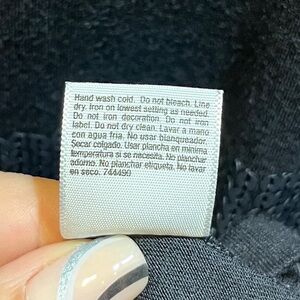 Hand wash cold. Do not bleach. Line
dry. Iron on lowest setting as needed.
Do not iron decoration. Do not iron
label. Do not dry clean. Lavar a mano
con agua fria. No usar blanqueador.
Secar colgado. Usar plancha en minima
temperatura si se necesita. No planchar
adorno. No planchar etiqueta. No lavar
en seco. 744490